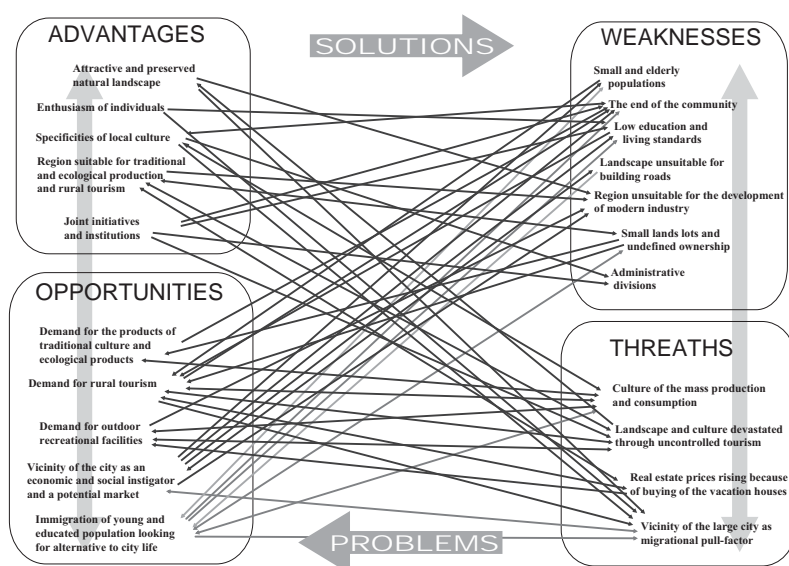 ADVANTAGES
Attractive and preserved
natural landscape
Enthusiasm of individuals
Specificities of local culture
Region suitable for traditional
and ecological production
and rural tourism
Joint initiatives
and institutions
SOLUTIONS
WEAKNESSES
Small and elderly
populations
The end of the community
Low education and
living standards
Landscape unsuitable for
building roads
Region unsuitable for the development
of modern industry
Small lands lots and
undefined ownership
Administrative
divisions
OPPORTUNITIES
Demand for the products of
traditional culture and
ecological products
Demand for rural tourism
Demand for outdoor
recreational facilities
Vicinity of the city as an
economic and social instigator
and a potential market
Immigration of young and
educated population looking
for alternative to city life
THREATHS
Culture of the mass production
and consumption
Landscape and culture devastated
through uncontrolled tourism
Real estate prices rising because
of buying of the vacation houses
Vicinity of the large city as
migrational pull-factor
PROBLEMS